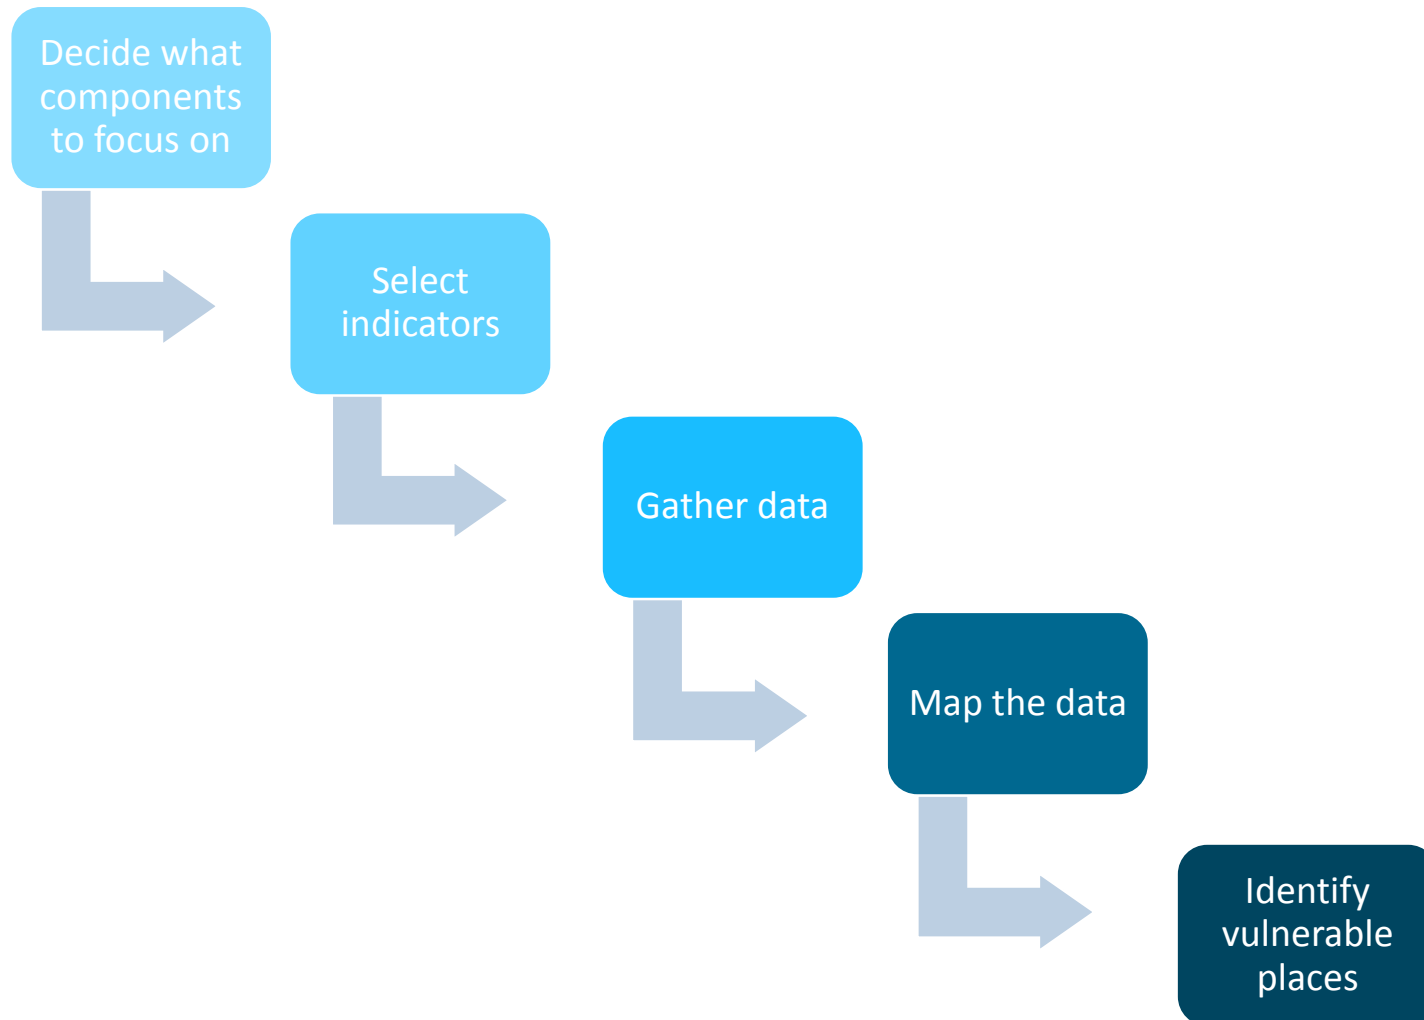 Decide what
components
to focus on
Select
indicators
Gather data
Map the data
Identify
vulnerable
places